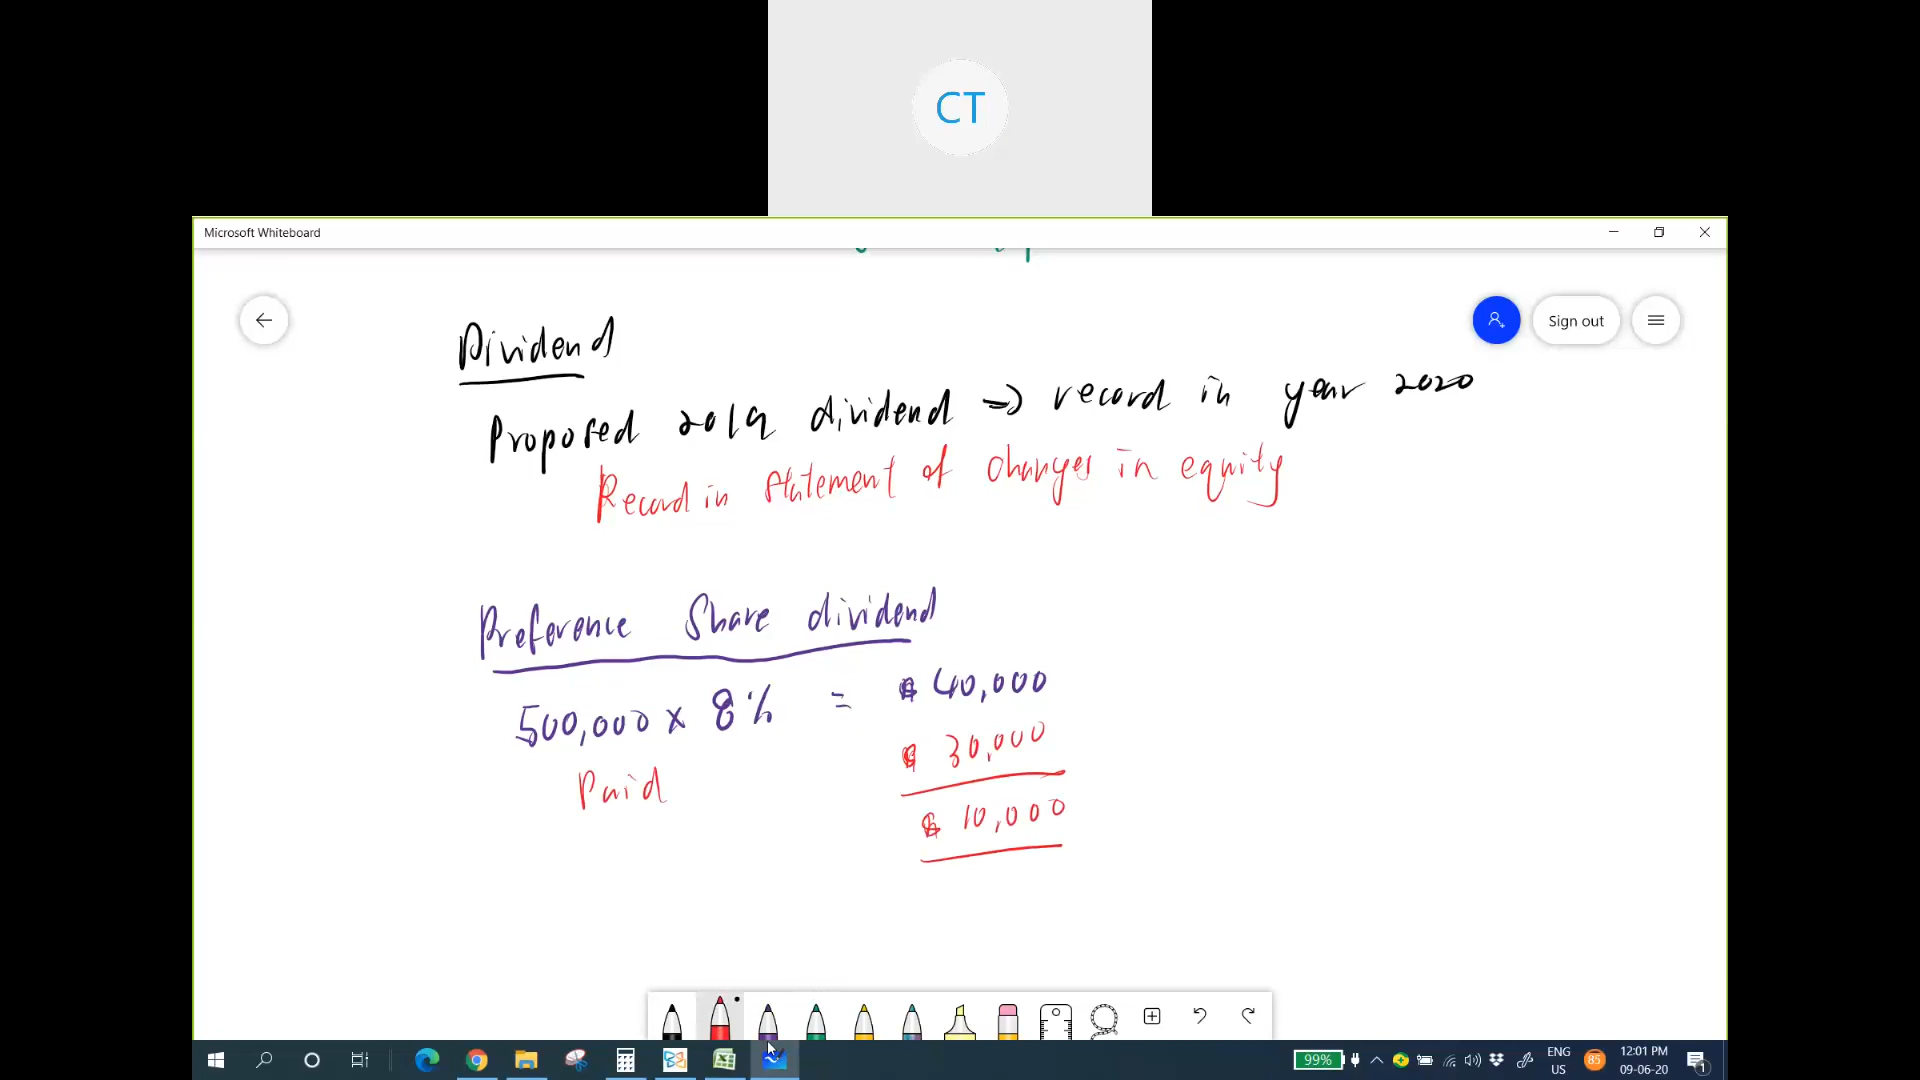 CT
Microsoft Whiteboard
Sign out
Dividend
Proposed 2019 dividend → record in year 2020
Record in statement of changes in equity
Preference Share dividend
500,000 x 8% = $ 40,000
Paid $ 30,000
$ 10,000
99%
ENG
US
85
12:01 PM
09-06-20
1